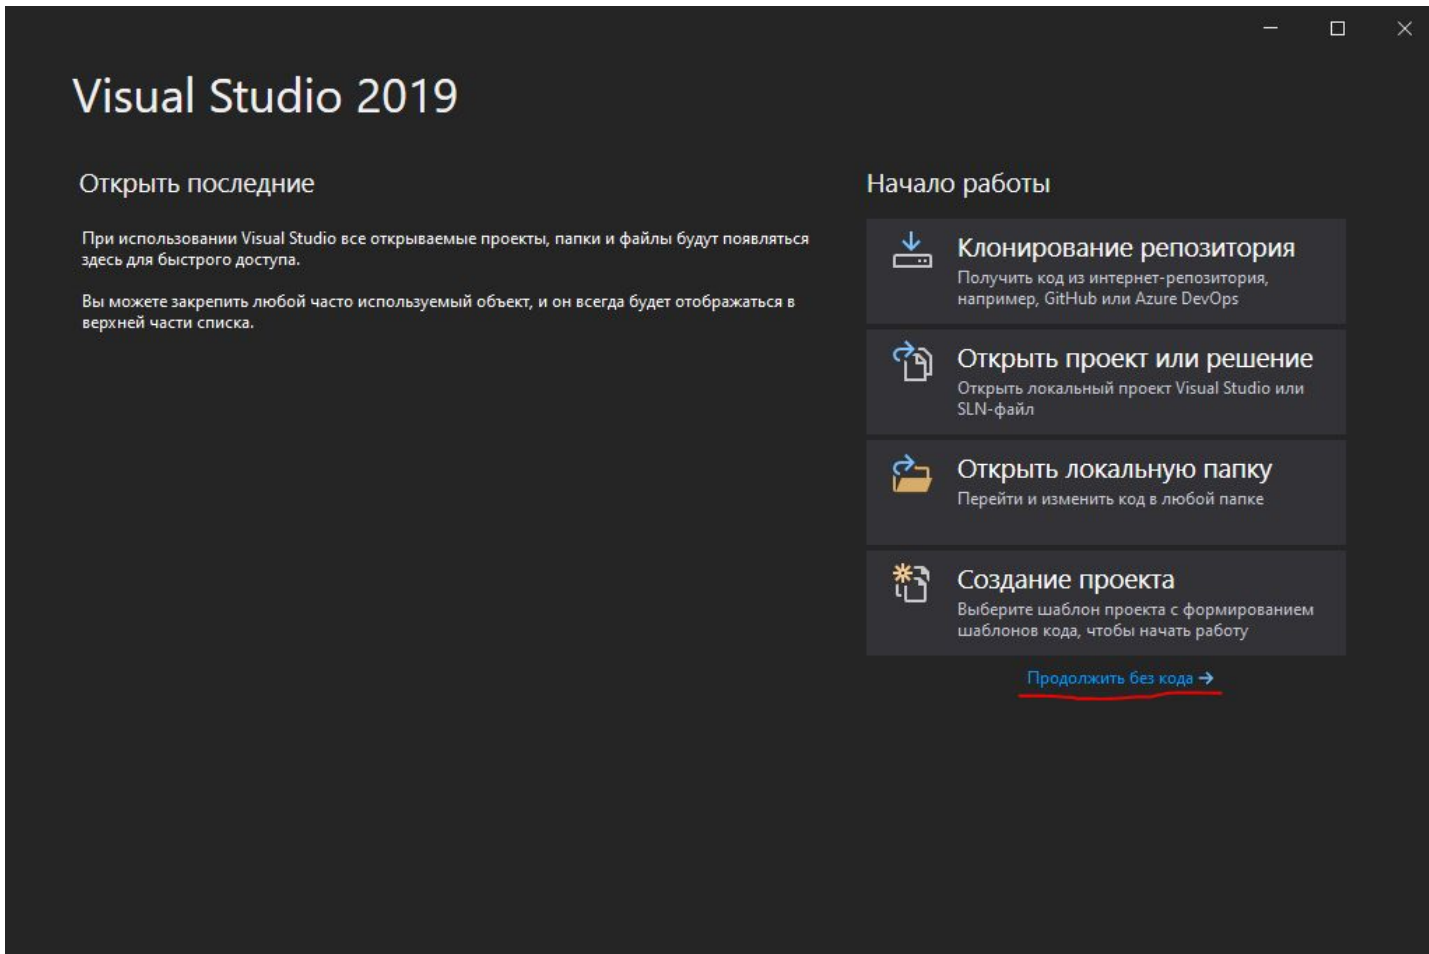 Visual Studio 2019
Открыть последние
При использовании Visual Studio все открываемые проекты, папки и файлы будут появляться
здесь для быстрого доступа.
Вы можете закрепить любой часто используемый объект, и он всегда будет отображаться в
верхней части списка.
Начало работы
Клонирование репозитория
Получить код из интернет-репозитория,
например, GitHub или Azure DevOps
Открыть проект или решение
Открыть локальный проект Visual Studio или
SLN-файл
Открыть локальную папку
Перейти и изменить код в любой папке
Создание проекта
Выберите шаблон проекта с формированием
шаблонов кода, чтобы начать работу
Продолжить без кода →